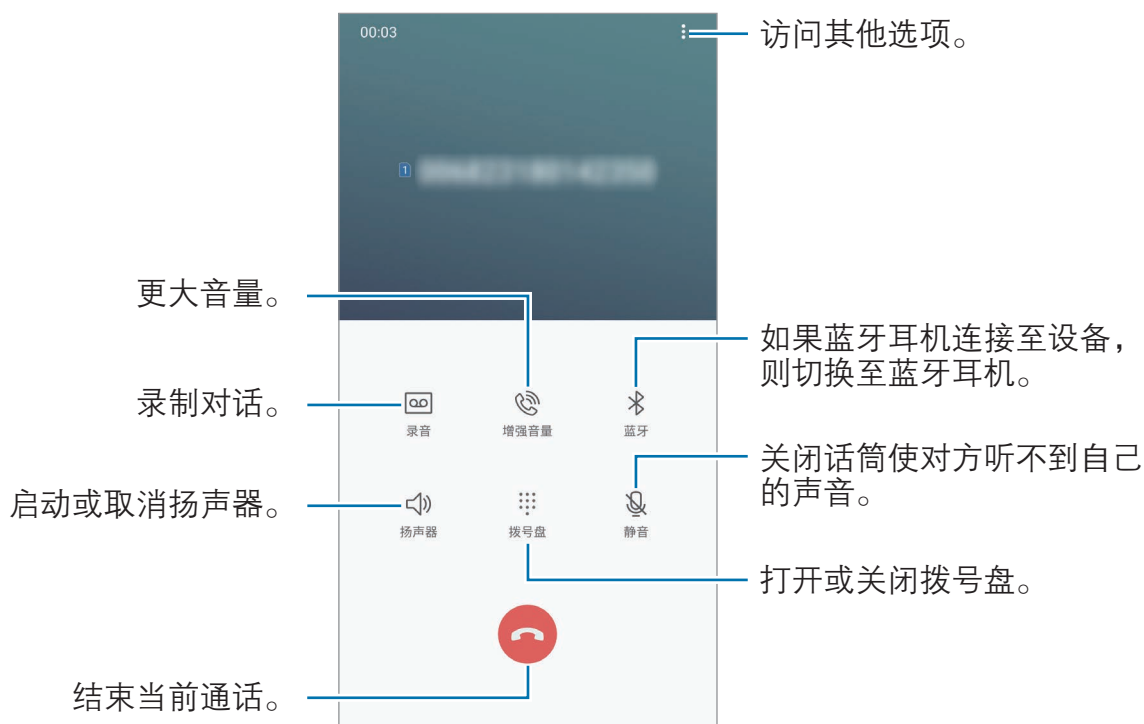 00:03
访问其他选项。
1
更大音量。
如果蓝牙耳机连接至设备，
则切换至蓝牙耳机。
录制对话。
录音
增强音量
蓝牙
关闭话筒使对方听不到自己
的声音。
启动或取消扬声器。
扬声器
拨号盘
静音
打开或关闭拨号盘。
结束当前通话。